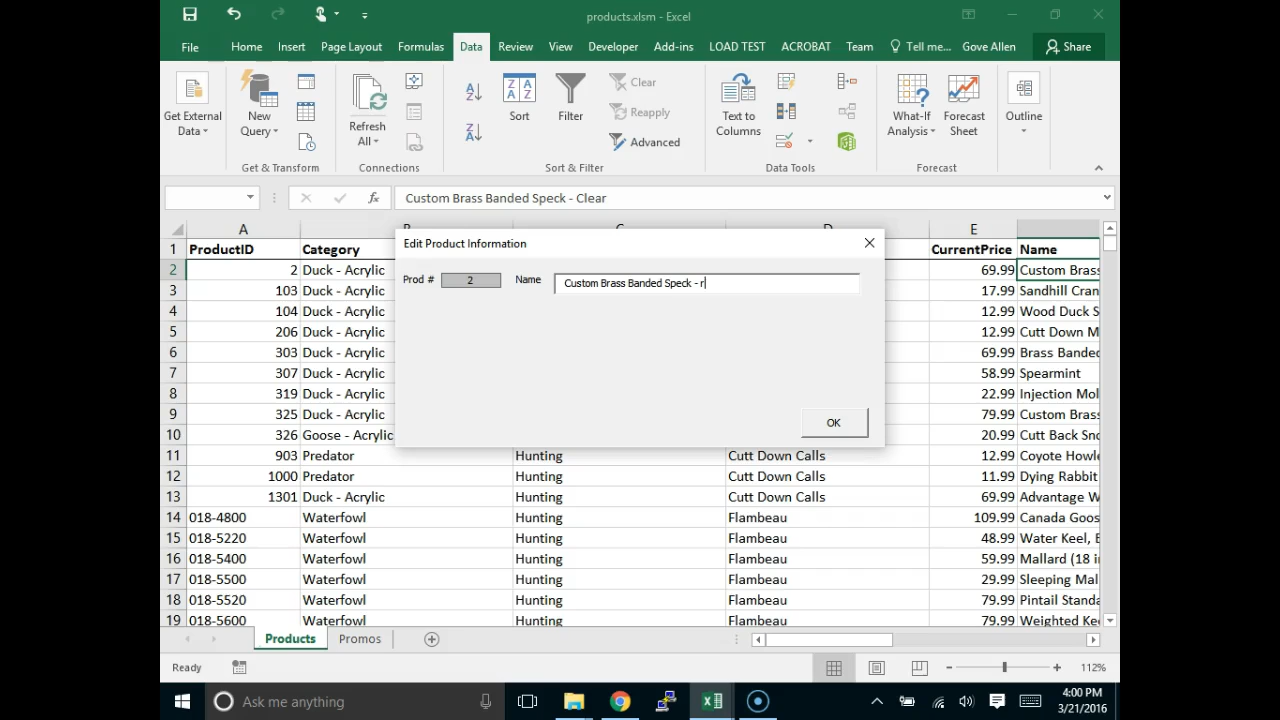 products.xlsm - Excel
File Home Insert Page Layout Formulas Data Review View Developer Add-ins LOAD TEST ACROBAT Team Tell me... Gove Allen Share
Get External Data
New Query
Refresh All
Sort
Filter
Clear
Reapply
Advanced
Text to Columns
What-If Analysis
Forecast Sheet
Outline
Get & Transform Connections Sort & Filter Data Tools Forecast
fx Custom Brass Banded Speck - Clear
A E
1 ProductID Category CurrentPrice Name
Edit Product Information
Prod # 2 Name Custom Brass Banded Speck - r
OK
2 2 Duck - Acrylic 69.99 Custom Brass
3 103 Duck - Acrylic 17.99 Sandhill Cran
4 104 Duck - Acrylic 12.99 Wood Duck S
5 206 Duck - Acrylic 12.99 Cutt Down M
6 303 Duck - Acrylic 69.99 Brass Banded
7 307 Duck - Acrylic 58.99 Spearmint
8 319 Duck - Acrylic 22.99 Injection Mol
9 325 Duck - Acrylic 79.99 Custom Brass
10 326 Goose - Acrylic 20.99 Cutt Back Sno
11 903 Predator Hunting Cutt Down Calls 12.99 Coyote Howle
12 1000 Predator Hunting Cutt Down Calls 11.99 Dying Rabbit
13 1301 Duck - Acrylic Hunting Cutt Down Calls 69.99 Advantage W
14 018-4800 Waterfowl Hunting Flambeau 109.99 Canada Goos
15 018-5220 Waterfowl Hunting Flambeau 48.99 Water Keel, E
16 018-5400 Waterfowl Hunting Flambeau 59.99 Mallard (18 i
17 018-5500 Waterfowl Hunting Flambeau 29.99 Sleeping Mal
18 018-5520 Waterfowl Hunting Flambeau 79.99 Pintail Standa
19 018-5600 Waterfowl Hunting Flambeau 79.99 Weighted Kee
Products Promos
Ready 112%
Ask me anything 4:00 PM
3/21/2016